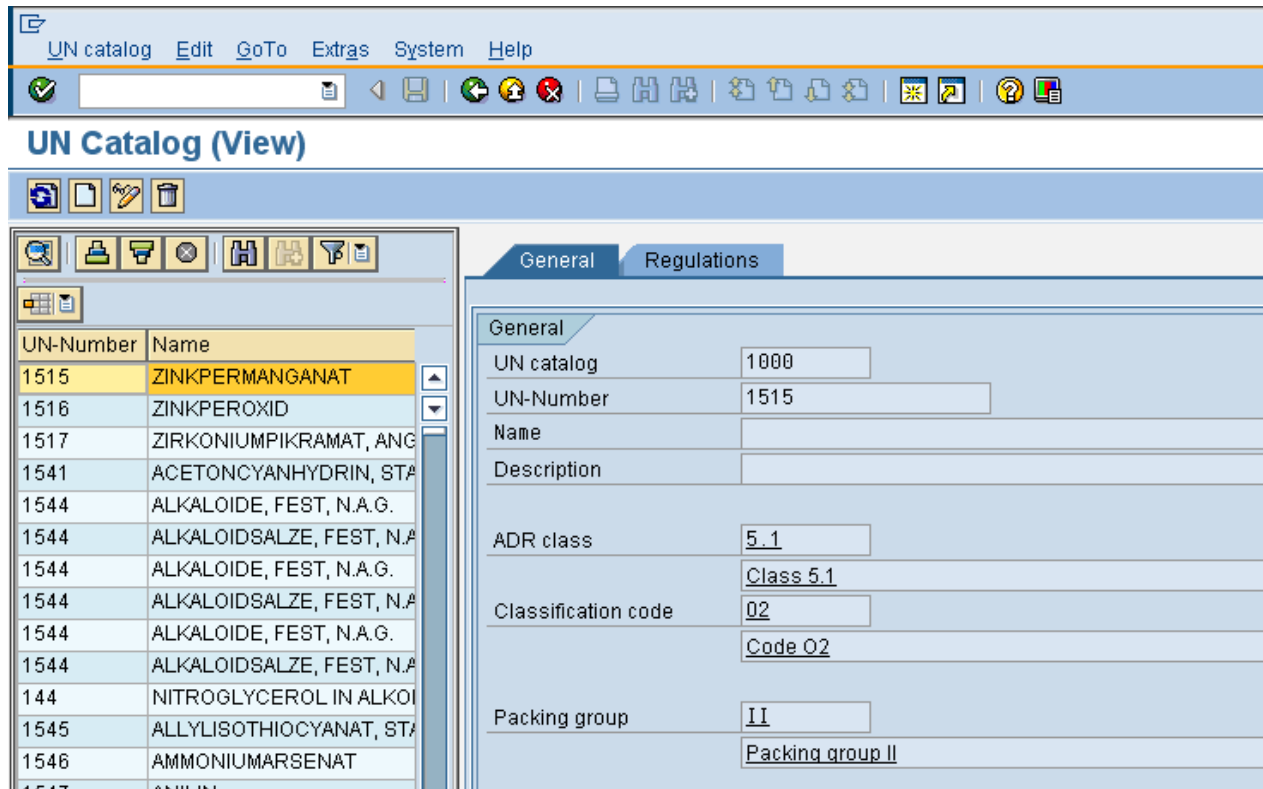 UN catalog Edit GoTo Extras System Help
UN Catalog (View)
General Regulations
UN-Number Name
1515 ZINKPERMANGANAT
1516 ZINKPEROXID
1517 ZIRKONIUMPIKRAMAT, ANG
1541 ACETONCYANHYDRIN, STA
1544 ALKALOIDE, FEST, N.A.G.
1544 ALKALOIDSALZE, FEST, N.A
1544 ALKALOIDE, FEST, N.A.G.
1544 ALKALOIDSALZE, FEST, N.A
1544 ALKALOIDE, FEST, N.A.G.
1544 ALKALOIDSALZE, FEST, N.A
144 NITROGLYCEROL IN ALKO
1545 ALLYLISOTHIOCYANAT, STA
1546 AMMONIUMARSENAT
General
UN catalog 1000
UN-Number 1515
Name
Description
ADR class 5.1
Class 5.1
Classification code O2
Code O2
Packing group II
Packing group II